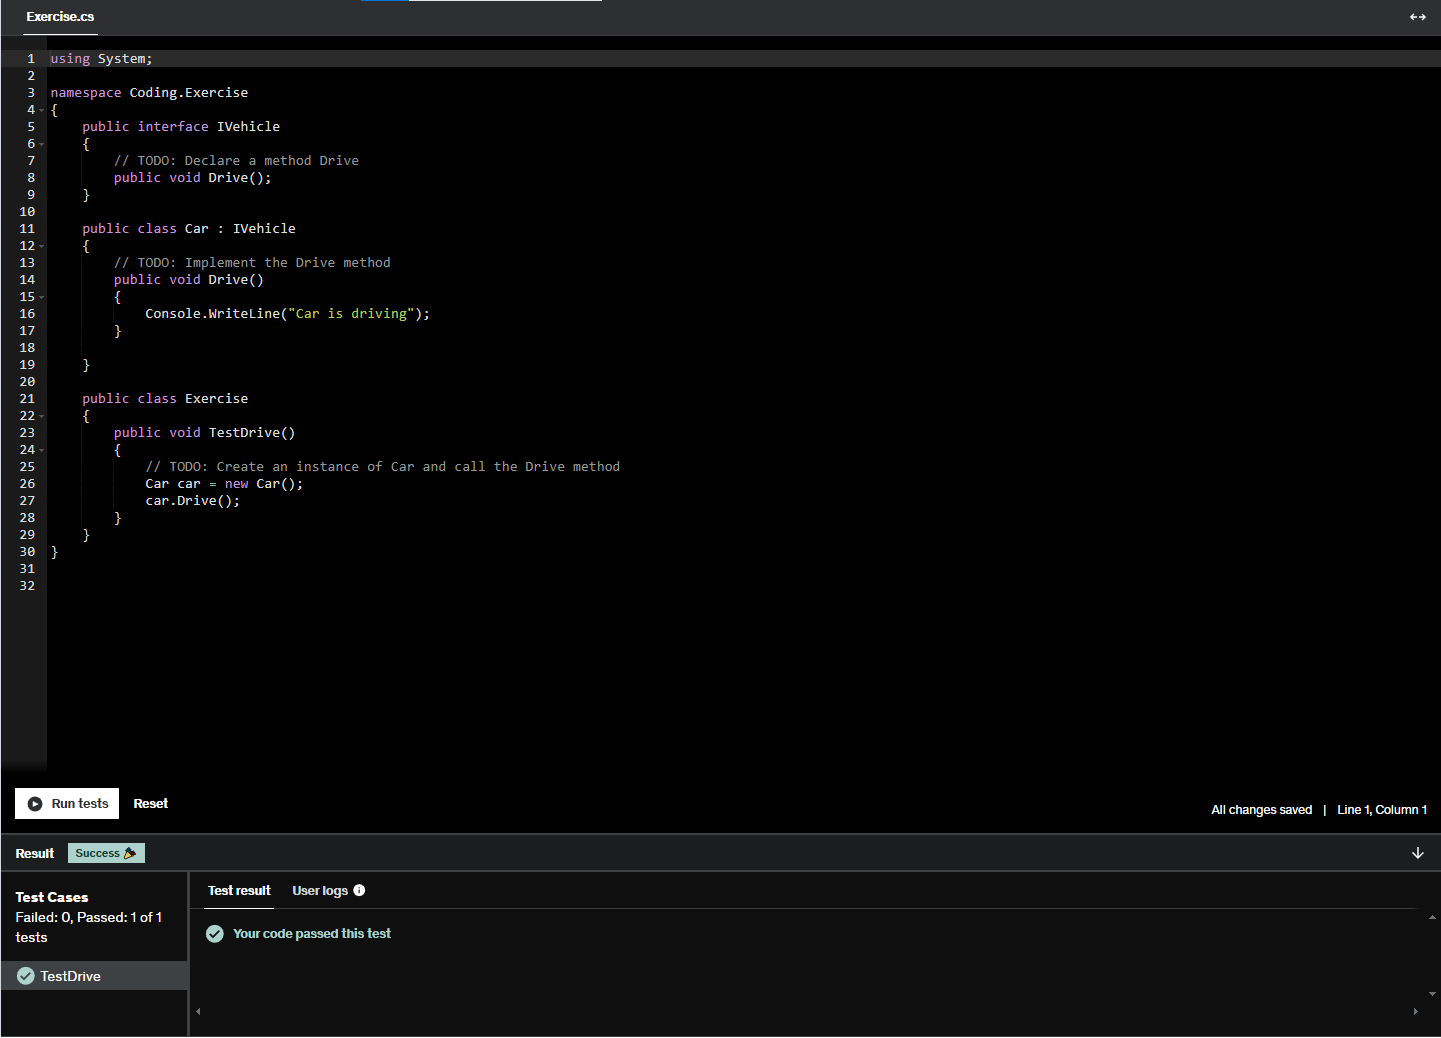 Exercise.cs
1 using System;
2
3 namespace Coding.Exercise
4 {
5     public interface IVehicle
6     {
7         // TODO: Declare a method Drive
8         public void Drive();
9     }
10
11     public class Car : IVehicle
12     {
13         // TODO: Implement the Drive method
14         public void Drive()
15         {
16             Console.WriteLine("Car is driving");
17         }
18
19     }
20
21     public class Exercise
22     {
23         public void TestDrive()
24         {
25             // TODO: Create an instance of Car and call the Drive method
26             Car car = new Car();
27             car.Drive();
28         }
29     }
30 }
31
32
Run tests Reset
All changes saved | Line 1, Column 1
Result Success
Test Cases
Failed: 0, Passed: 1 of 1
tests
TestDrive
Test result User logs
Your code passed this test